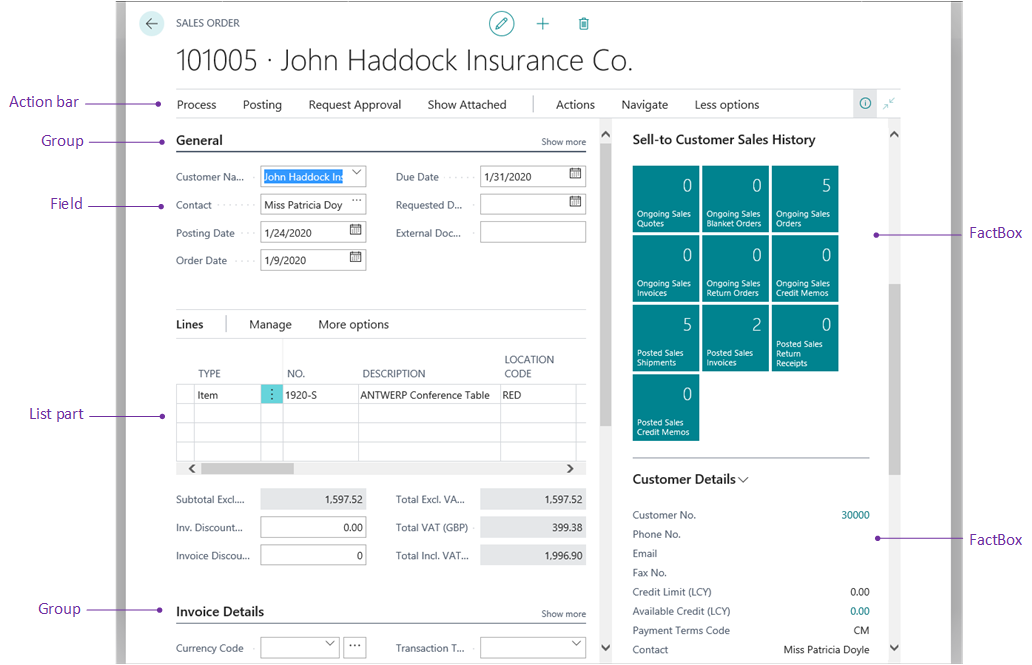 SALES ORDER
101005 · John Haddock Insurance Co.
Action bar
Process Posting Request Approval Show Attached Actions Navigate Less options
Group
General Show more
Customer Na... John Haddock Ins Due Date 1/31/2020
Field
Contact Miss Patricia Doy ... Requested D...
Posting Date 1/24/2020 External Doc...
Order Date 1/9/2020
Lines Manage More options
TYPE NO. DESCRIPTION LOCATION CODE
Item 1920-S ANTWERP Conference Table RED
List part
Subtotal Excl.... 1,597.52 Total Excl. VA... 1,597.52
Inv. Discount... 0.00 Total VAT (GBP) 399.38
Invoice Discou... 0 Total Incl. VAT... 1,996.90
Group
Invoice Details Show more
Currency Code ... Transaction T...
Sell-to Customer Sales History
0 Ongoing Sales Quotes
0 Ongoing Sales Blanket Orders
5 Ongoing Sales Orders
0 Ongoing Sales Invoices
0 Ongoing Sales Return Orders
0 Ongoing Sales Credit Memos
5 Posted Sales Shipments
2 Posted Sales Invoices
0 Posted Sales Return Receipts
0 Posted Sales Credit Memos
FactBox
Customer Details
Customer No. 30000
Phone No.
Email
Fax No.
Credit Limit (LCY) 0.00
Available Credit (LCY) 0.00
Payment Terms Code CM
Contact Miss Patricia Doyle
FactBox